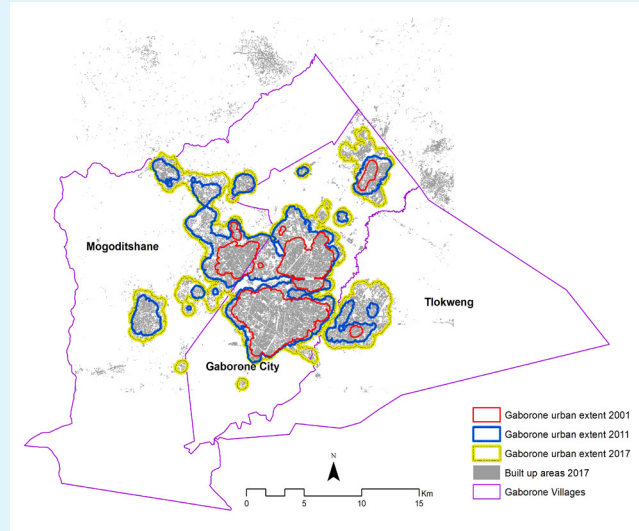 Mogoditshane
Tlokweng
Gaborone City
Gaborone urban extent 2001
Gaborone urban extent 2011
Gaborone urban extent 2017
Built up areas 2017
Gaborone Villages
N
Km
0 5 10 15